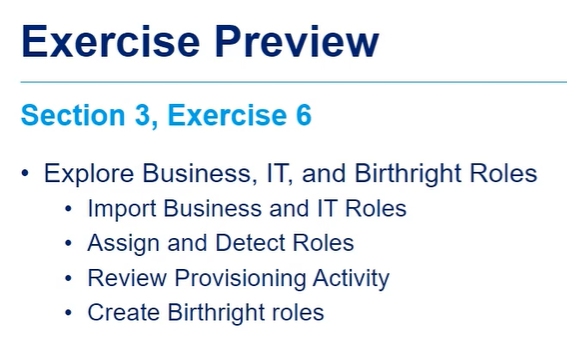 Exercise Preview
Section 3, Exercise 6
• Explore Business, IT, and Birthright Roles
• Import Business and IT Roles
• Assign and Detect Roles
• Review Provisioning Activity
• Create Birthright roles